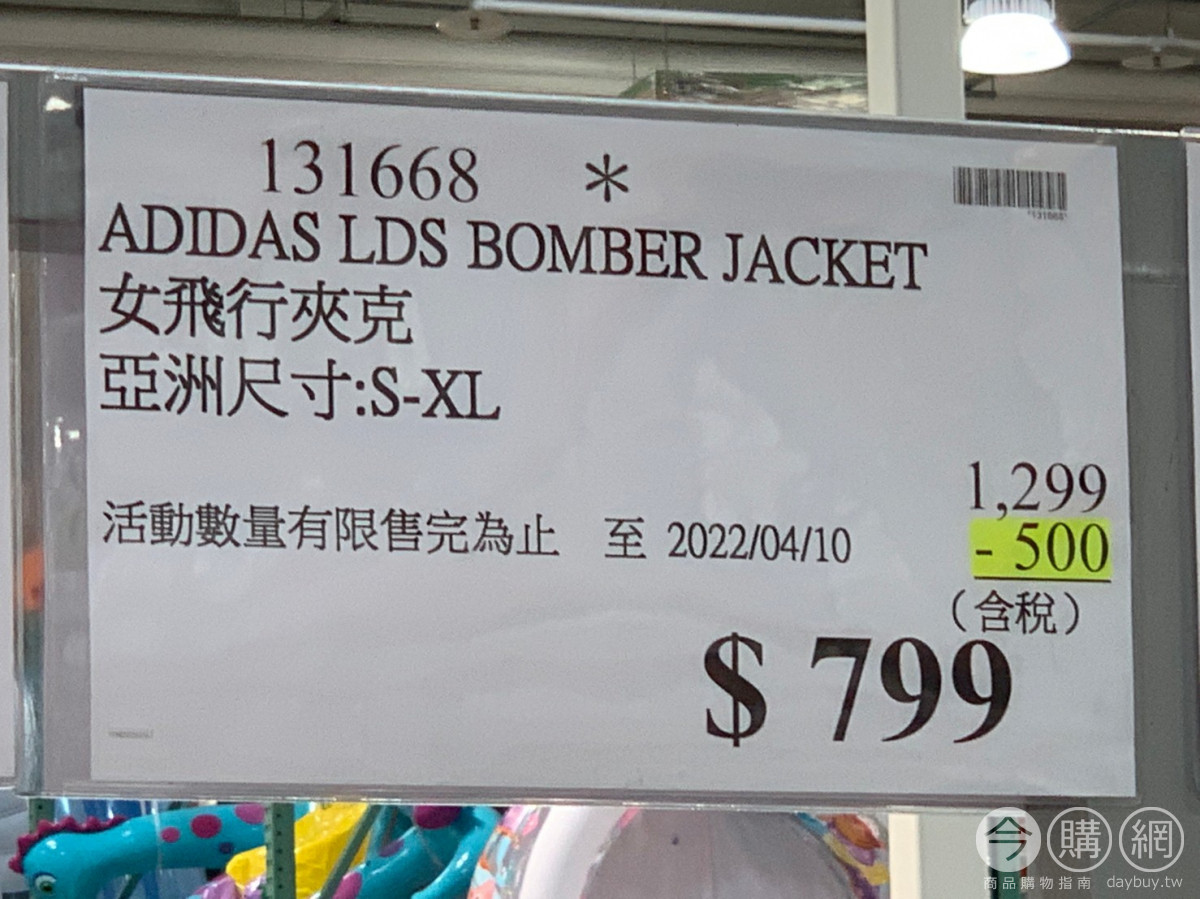 131668 *
ADIDAS LDS BOMBER JACKET
女飛行夾克
亞洲尺寸:S-XL
1,299
活動數量有限售完為止 至 2022/04/10
- 500
(含稅)
$ 799
*131668*
今購網
商品購物指南 daybuy.tw